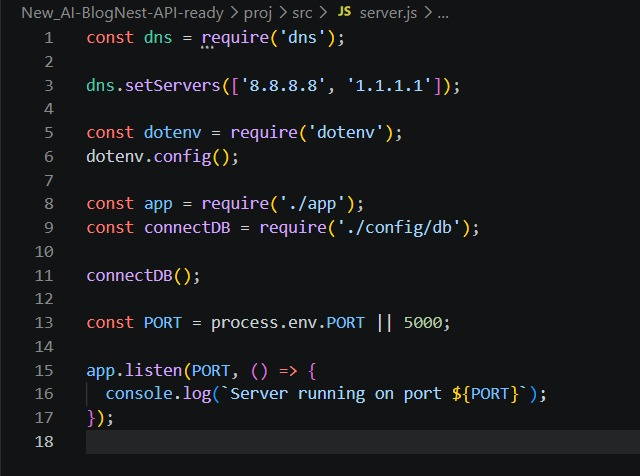 New_AI-BlogNest-API-ready > proj > src > JS server.js > ...
1 const dns = require('dns');
2
3 dns.setServers(['8.8.8.8', '1.1.1.1']);
4
5 const dotenv = require('dotenv');
6 dotenv.config();
7
8 const app = require('./app');
9 const connectDB = require('./config/db');
10
11 connectDB();
12
13 const PORT = process.env.PORT || 5000;
14
15 app.listen(PORT, () => {
16   console.log(`Server running on port ${PORT}`);
17 });
18